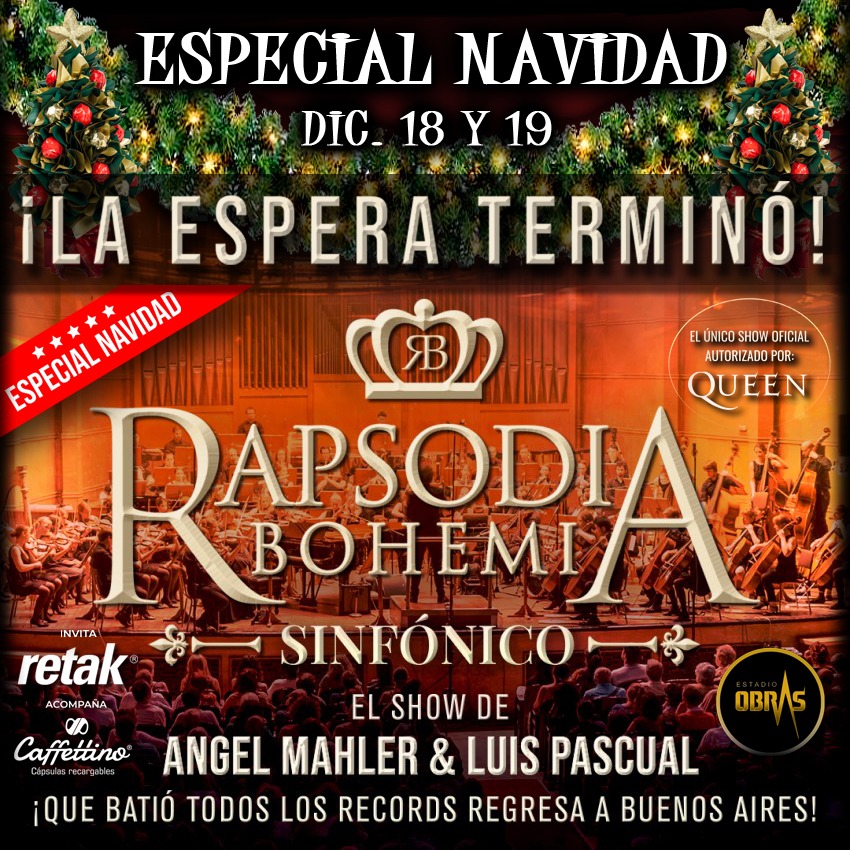 ESPECIAL NAVIDAD
DIC. 18 Y 19
¡LA ESPERA TERMINÓ!
ESPECIAL NAVIDAD
RB
EL ÚNICO SHOW OFICIAL
AUTORIZADO POR:
QUEEN
RAPSODIA
BOHEMIA
SINFÓNICO
INVITA
retak®
ACOMPAÑA
Caffettino®
Cápsulas recargables
ESTADIO
OBRAS
EL SHOW DE
ANGEL MAHLER & LUIS PASCUAL
¡QUE BATIÓ TODOS LOS RECORDS REGRESA A BUENOS AIRES!